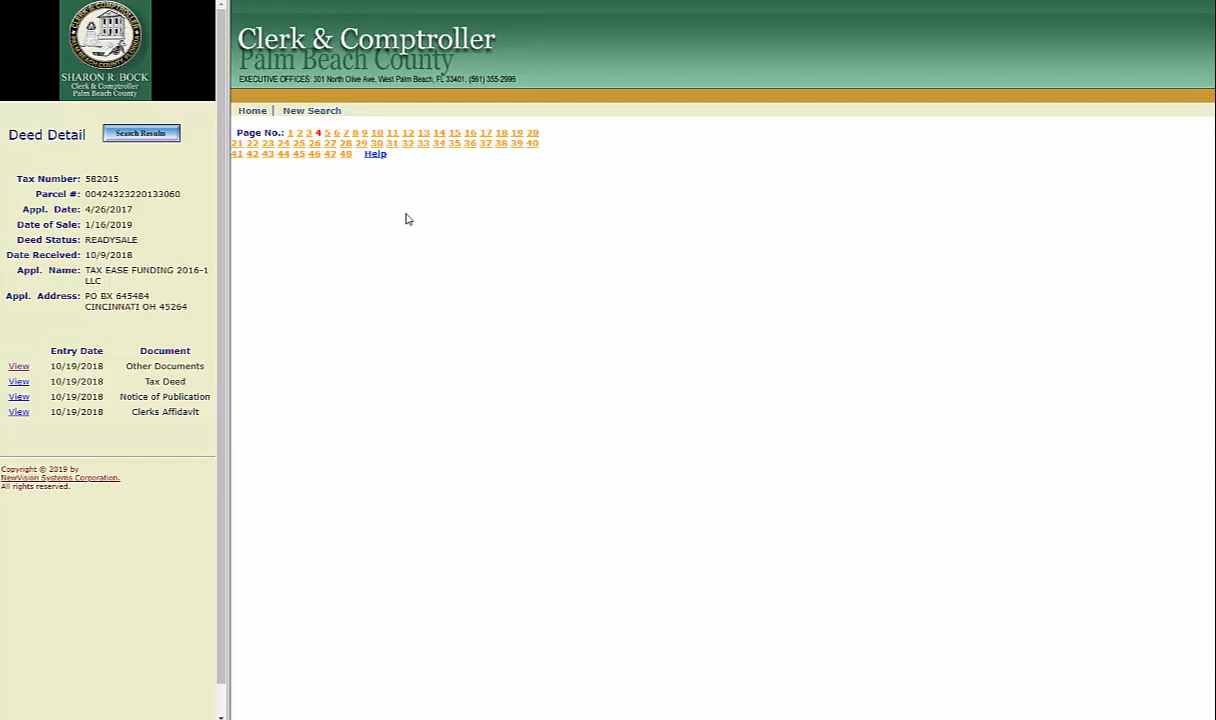 SHARON R. BOCK
Clerk & Comptroller
Palm Beach County
Clerk & Comptroller
Palm Beach County
EXECUTIVE OFFICES: 301 North Olive Ave, West Palm Beach, FL 33401. (561) 355-2996
Home | New Search
Page No.: 1 2 3 4 5 6 7 8 9 10 11 12 13 14 15 16 17 18 19 20
21 22 23 24 25 26 27 28 29 30 31 32 33 34 35 36 37 38 39 40
41 42 43 44 45 46 47 48 Help
Deed Detail Search Results
Tax Number: 582015
Parcel #: 00424323220133060
Appl. Date: 4/26/2017
Date of Sale: 1/16/2019
Deed Status: READYSALE
Date Received: 10/9/2018
Appl. Name: TAX EASE FUNDING 2016-1
LLC
Appl. Address: PO BX 645484
CINCINNATI OH 45264
Entry Date Document
View 10/19/2018 Other Documents
View 10/19/2018 Tax Deed
View 10/19/2018 Notice of Publication
View 10/19/2018 Clerks Affidavit
Copyright © 2019 by
NewVision Systems Corporation.
All rights reserved.